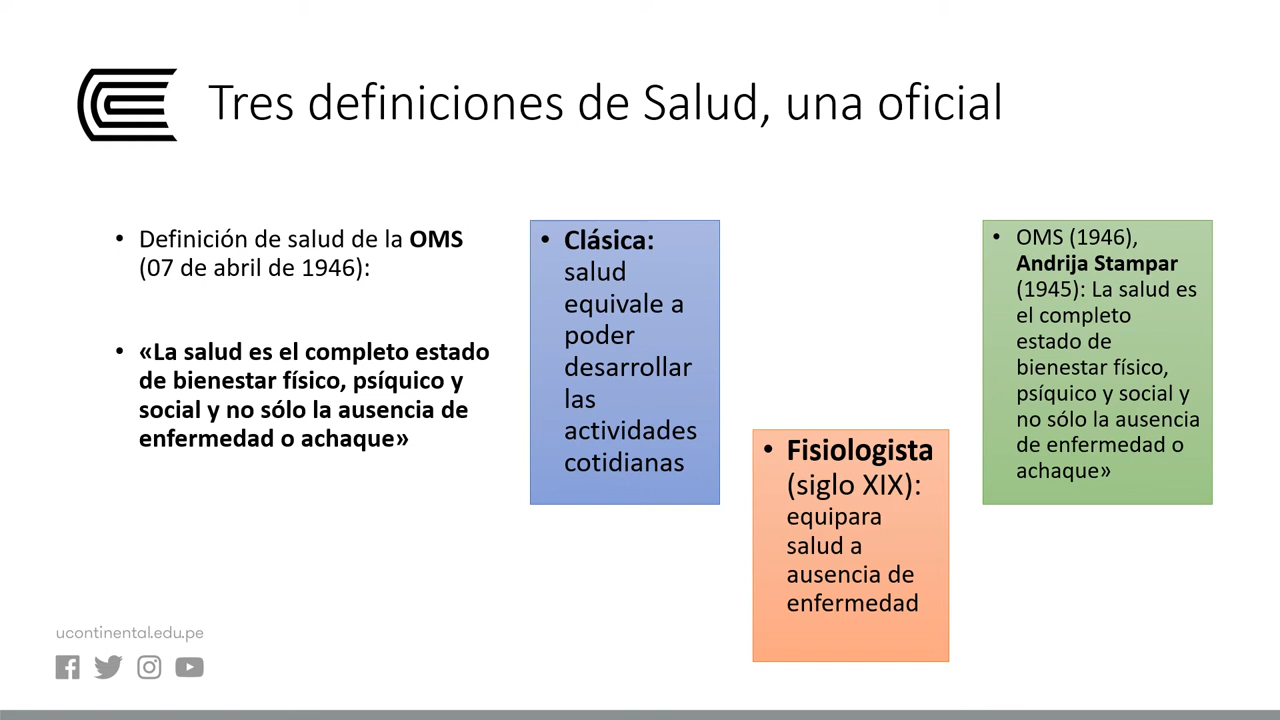 Tres definiciones de Salud, una oficial
• Definición de salud de la OMS
(07 de abril de 1946):
• «La salud es el completo estado
de bienestar físico, psíquico y
social y no sólo la ausencia de
enfermedad o achaque»
• Clásica:
salud
equivale a
poder
desarrollar
las
actividades
cotidianas
• Fisiologista
(siglo XIX):
equipara
salud a
ausencia de
enfermedad
• OMS (1946),
Andrija Stampar
(1945): La salud es
el completo
estado de
bienestar físico,
psíquico y social y
no sólo la ausencia
de enfermedad o
achaque»
ucontinental.edu.pe